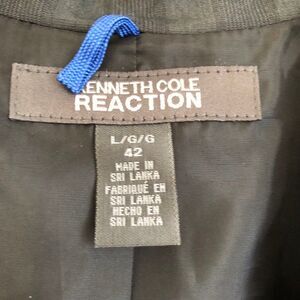 KENNETH COLE
REACTION
L/G/G
42
MADE IN
SRI LANKA
FABRIQUÉ EN
SRI LANKA
HECHO EN
SRI LANKA